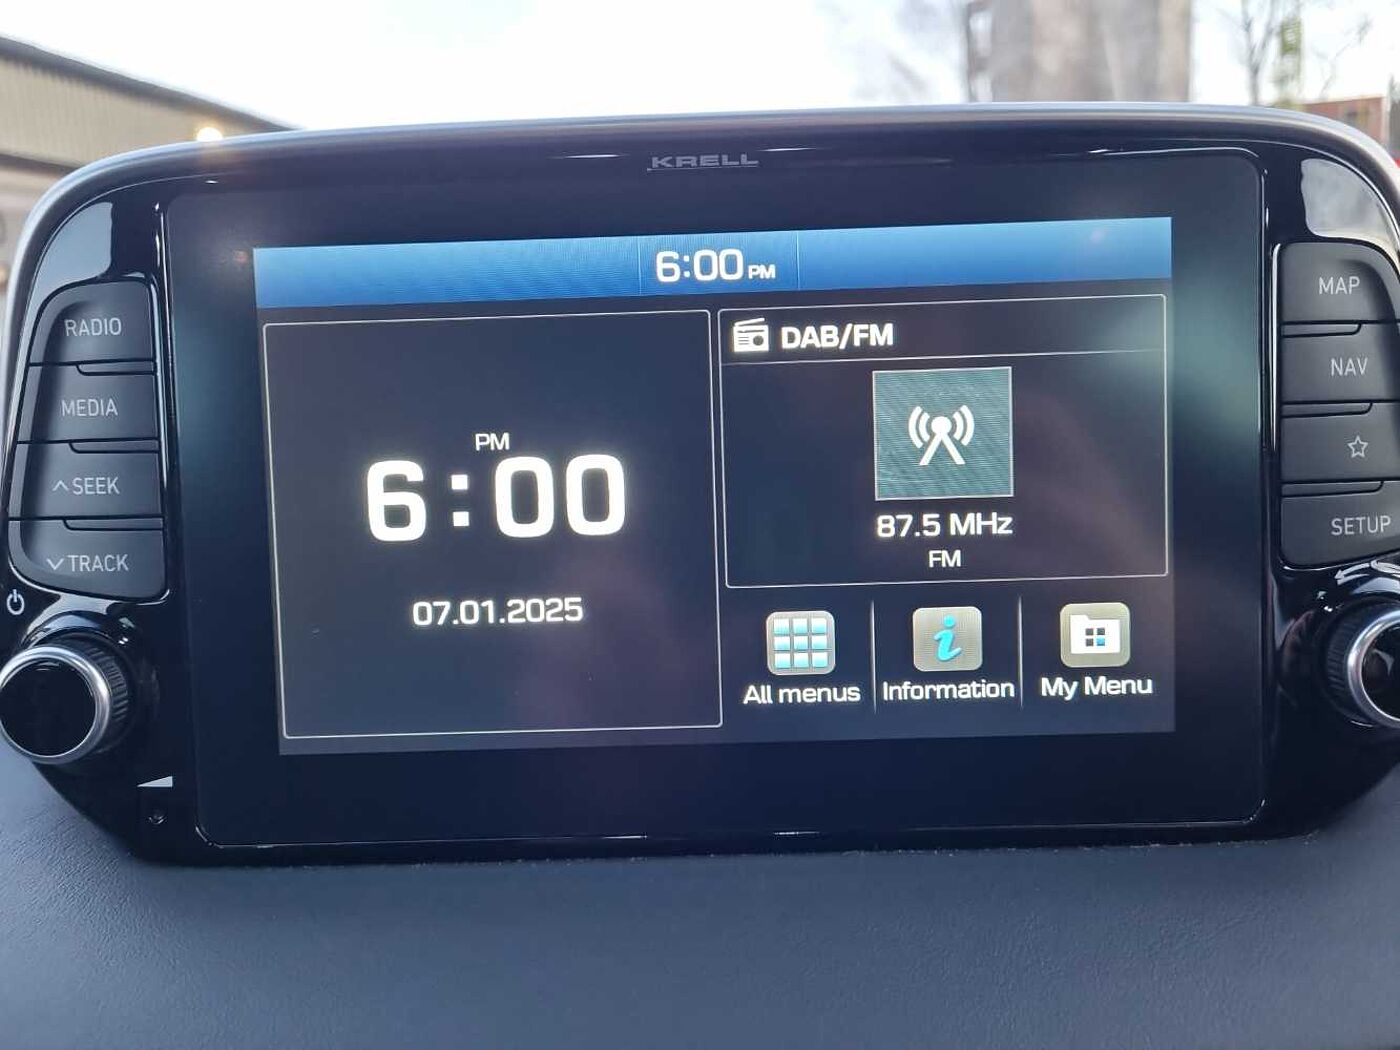 KRELL
6:00 PM
RADIO
MEDIA
SEEK
TRACK
PM
6:00
07.01.2025
DAB/FM
87.5 MHz
FM
All menus
Information
My Menu
MAP
NAV
SETUP